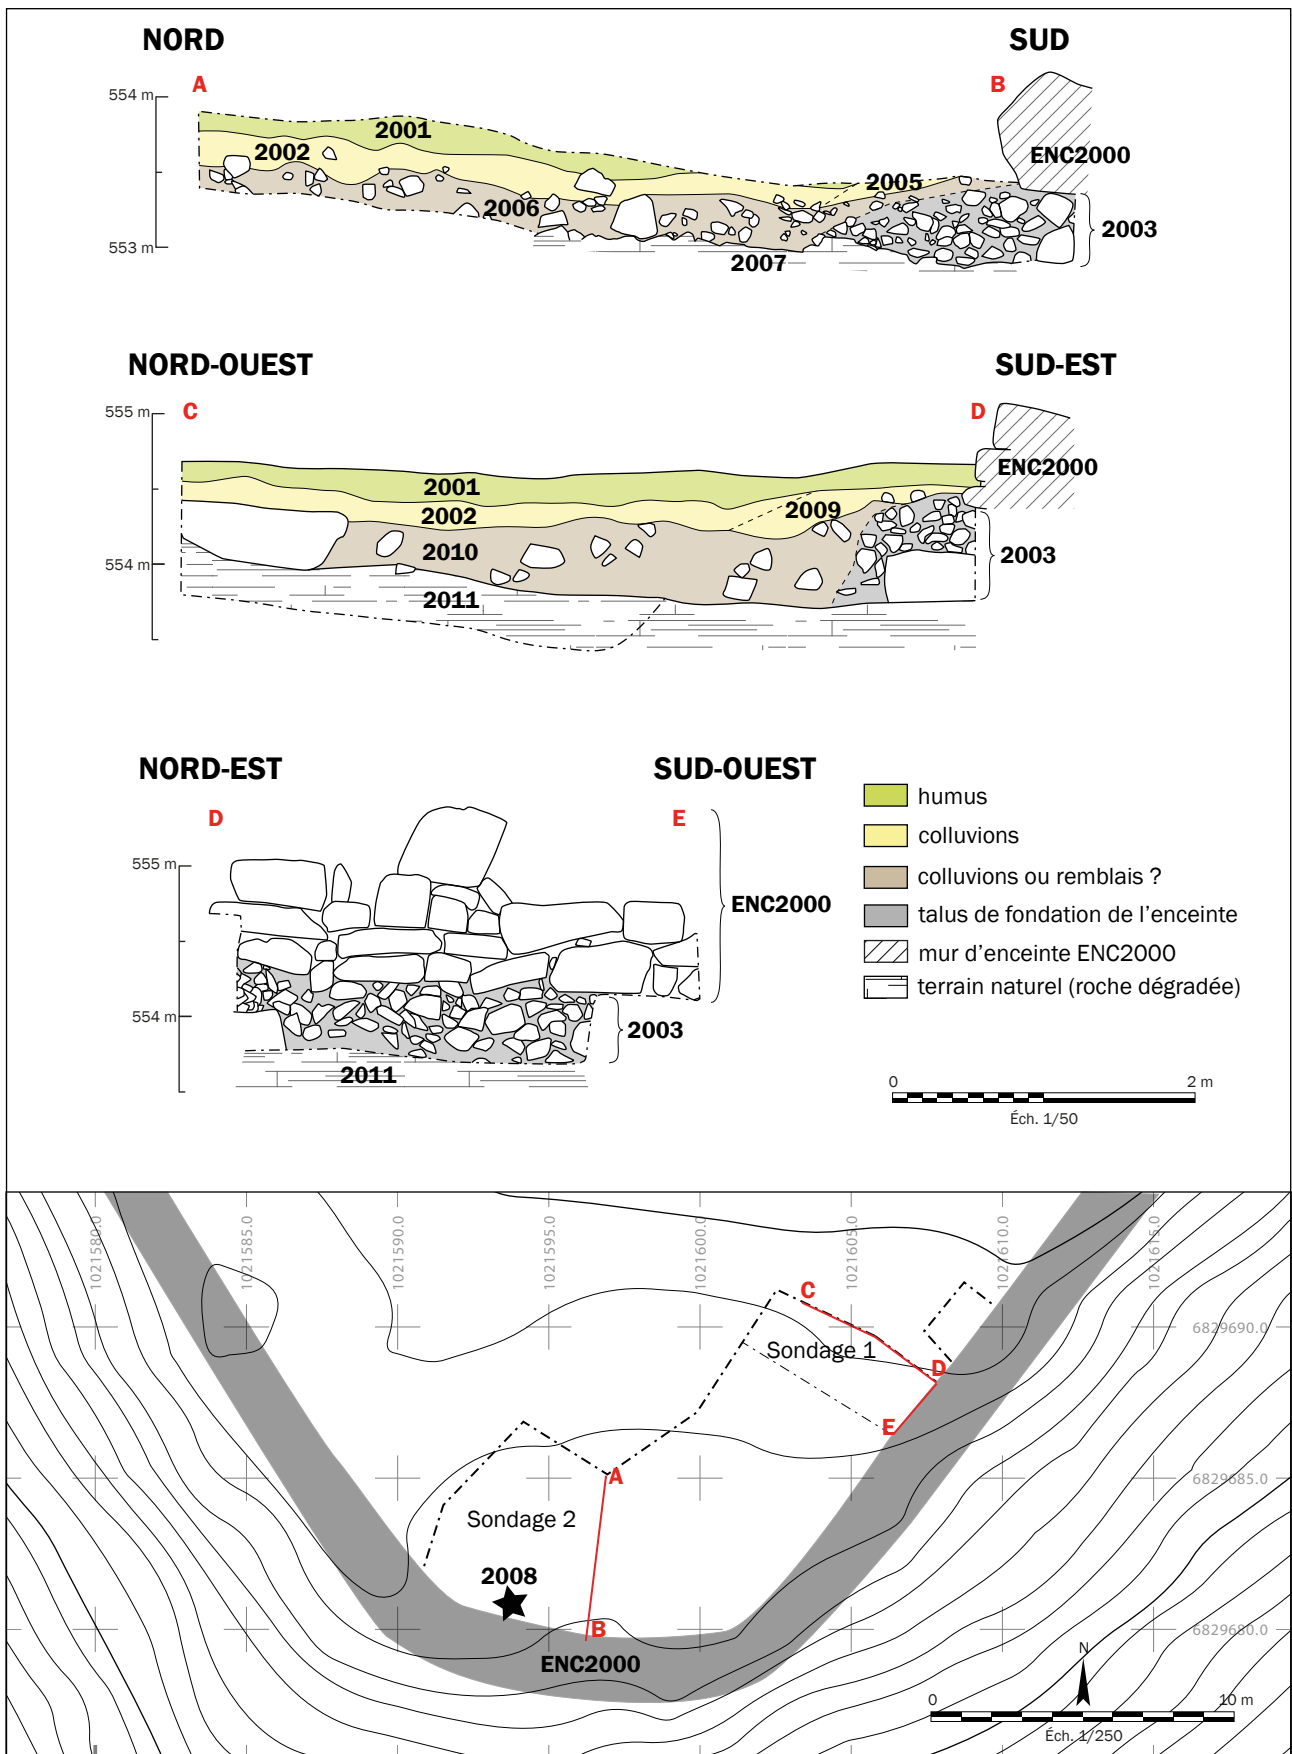 NORD
SUD
A
B
554 m
2001
2002
ENC2000
2005
2006
2003
553 m
2007
NORD-OUEST
SUD-EST
555 m
C
D
ENC2000
2001
2002
2009
2010
2003
554 m
2011
NORD-EST
SUD-OUEST
D
E
555 m
ENC2000
554 m
2003
2011
humus
colluvions
colluvions ou remblais ?
talus de fondation de l’enceinte
mur d’enceinte ENC2000
terrain naturel (roche dégradée)
0
2 m
Éch. 1/50
1021580.0
1021585.0
1021590.0
1021595.0
1021600.0
1021605.0
1021610.0
1021615.0
C
6829690.0
Sondage 1
D
E
A
6829685.0
Sondage 2
2008
B
6829680.0
ENC2000
N
0
10 m
Éch. 1/250